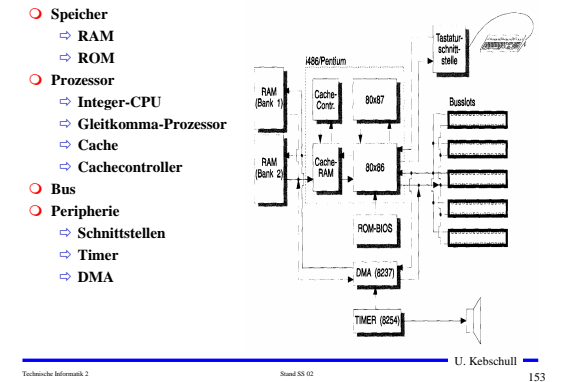 Speicher
⇨ RAM
⇨ ROM
Prozessor
⇨ Integer-CPU
⇨ Gleitkomma-Prozessor
⇨ Cache
⇨ Cachecontroller
Bus
Peripherie
⇨ Schnittstellen
⇨ Timer
⇨ DMA
Tastatur-
schnitt-
stelle
i486/Pentium
RAM
(Bank 1)
Cache-
Contr.
80x87
Busslots
RAM
(Bank 2)
Cache-
RAM
80x86
ROM-BIOS
DMA (8237)
TIMER (8254)
U. Kebschull
Technische Informatik 2
Stand SS 02
153